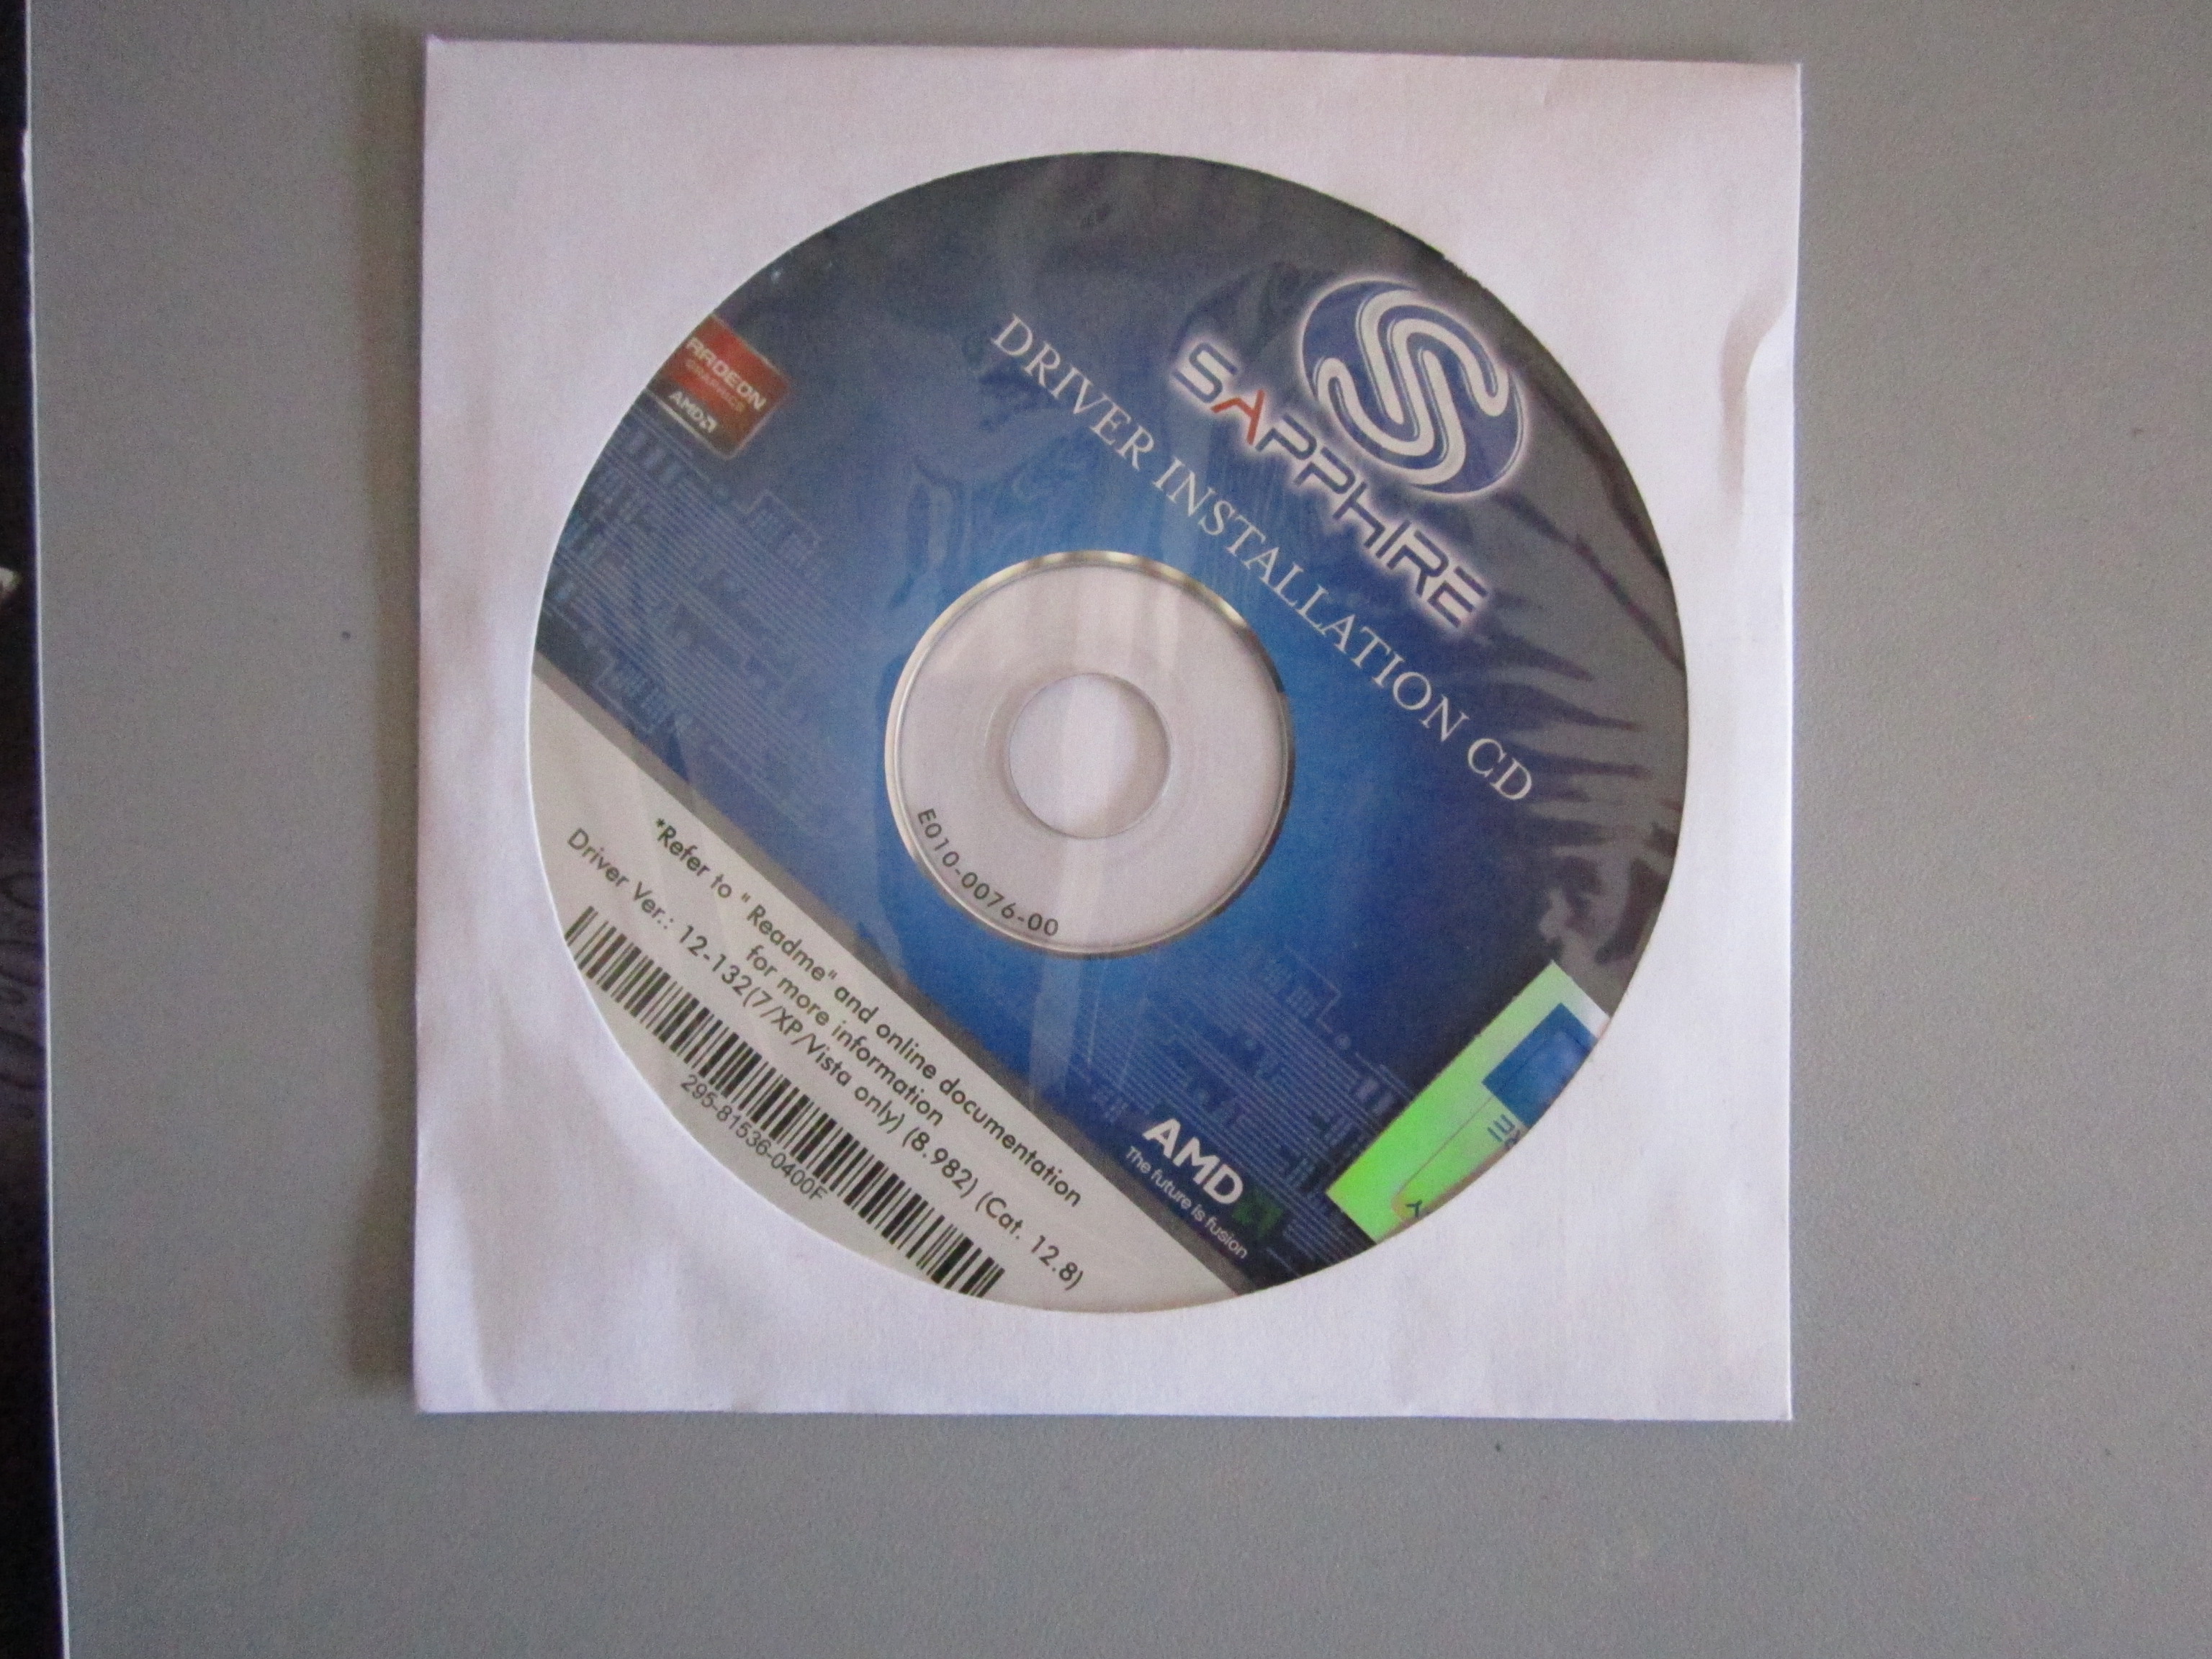 SAPPHIRE
DRIVER INSTALLATION CD
RADEON
GRAPHICS
AMD
E010-0076-00
*Refer to " Readme" and online documentation
for more information
Driver Ver.: 12-132(7/XP/Vista only) (8.982) (Cat. 12.8)
295-81536-0400F
AMD
The future is fusion